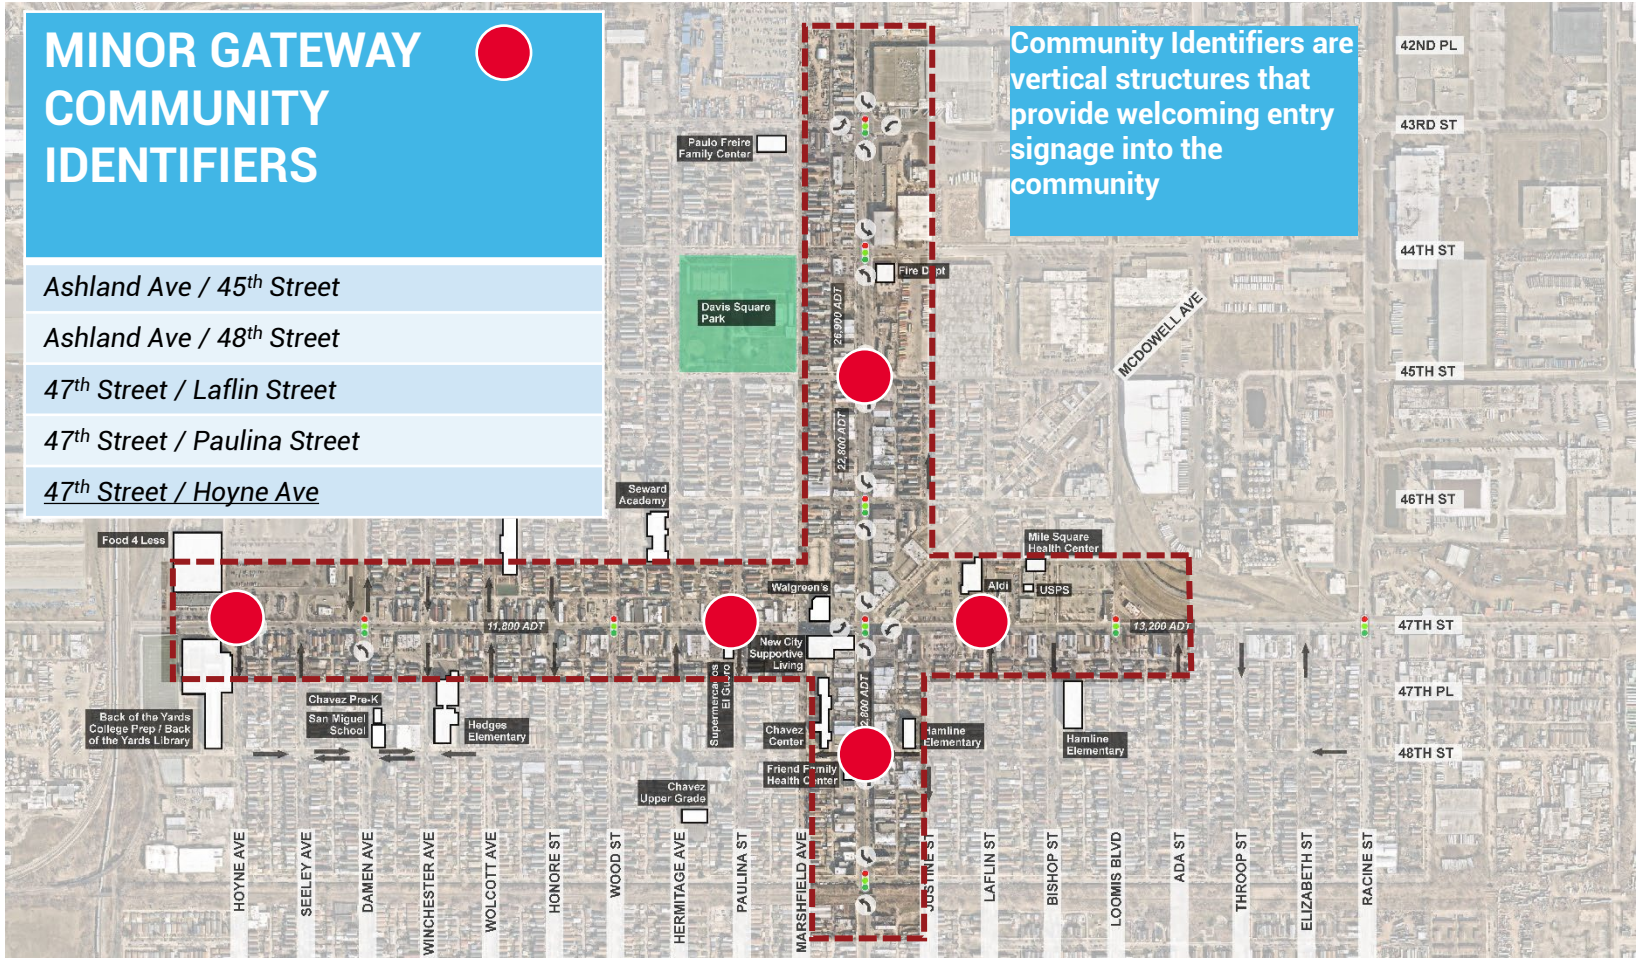 MINOR GATEWAY
COMMUNITY
IDENTIFIERS
Community Identifiers are
vertical structures that
provide welcoming entry
signage into the
community
Ashland Ave / 45th Street
Ashland Ave / 48th Street
47th Street / Laflin Street
47th Street / Paulina Street
47th Street / Hoyne Ave
42ND PL
43RD ST
44TH ST
MCDOWELL AVE
45TH ST
46TH ST
47TH ST
47TH PL
48TH ST
Paulo Freire
Family Center
Fire Dept
Davis Square
Park
26,900 ADT
22,800 ADT
Seward
Academy
Food 4 Less
Mile Square
Health Center
Aldi
USPS
Walgreen's
11,800 ADT
13,200 ADT
New City
Supportive
Living
Supermercados
El Guero
Chavez Pre-K
San Miguel
School
Hedges
Elementary
Back of the Yards
College Prep / Back
of the Yards Library
Chavez
Center
2,800 ADT
Hamline
Elementary
Hamline
Elementary
Friend Family
Health Center
Chavez
Upper Grade
HOYNE AVE
SEELEY AVE
DAMEN AVE
WINCHESTER AVE
WOLCOTT AVE
HONORE ST
WOOD ST
HERMITAGE AVE
PAULINA ST
MARSHFIELD AVE
JUSTINE ST
LAFLIN ST
BISHOP ST
LOOMIS BLVD
ADA ST
THROOP ST
ELIZABETH ST
RACINE ST